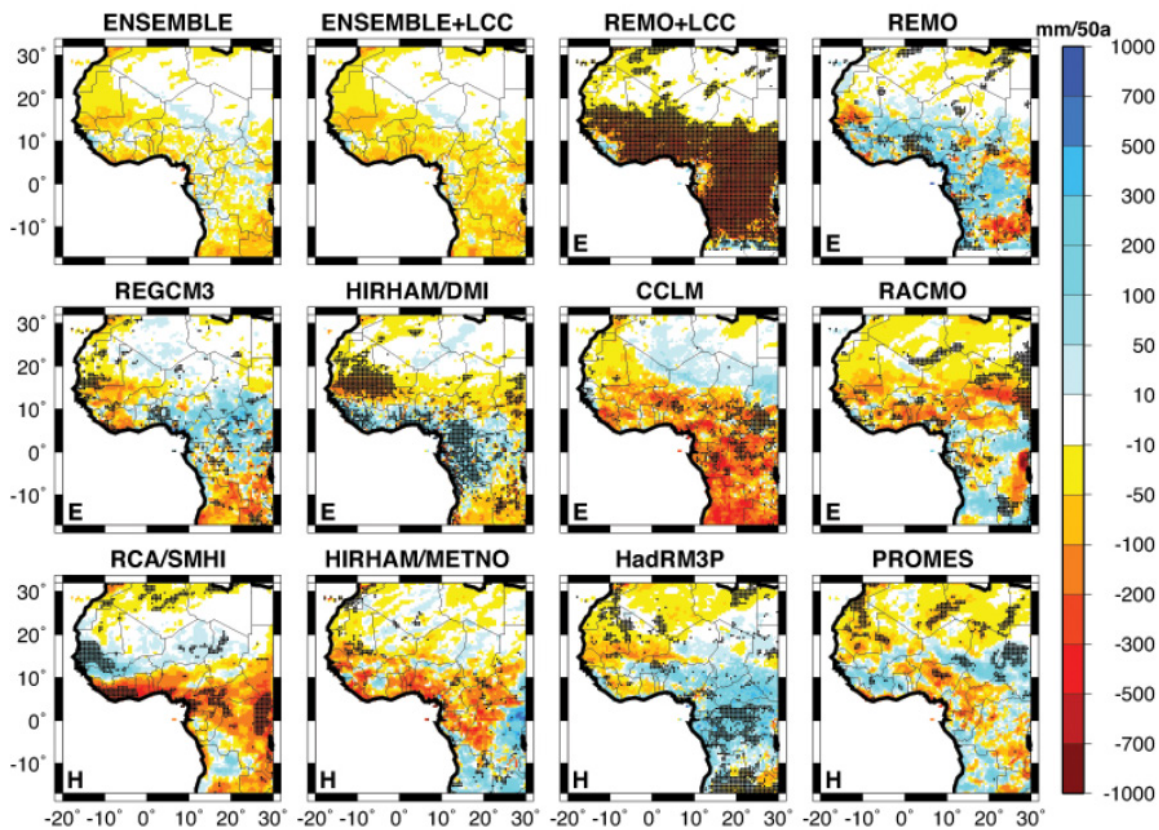 ENSEMBLE ENSEMBLE+LCC REMO+LCC REMO mm/50a
30° 20° 10° 0° -10°
E E
REGCM3 HIRHAM/DMI CCLM RACMO
30° 20° 10° 0° -10°
E E E E
RCA/SMHI HIRHAM/METNO HadRM3P PROMES
30° 20° 10° 0° -10°
H H H H
-20° -10° 0° 10° 20° 30° -20° -10° 0° 10° 20° 30° -20° -10° 0° 10° 20° 30° -20° -10° 0° 10° 20° 30°
1000
700
500
300
200
100
50
10
-10
-50
-100
-200
-300
-500
-700
-1000